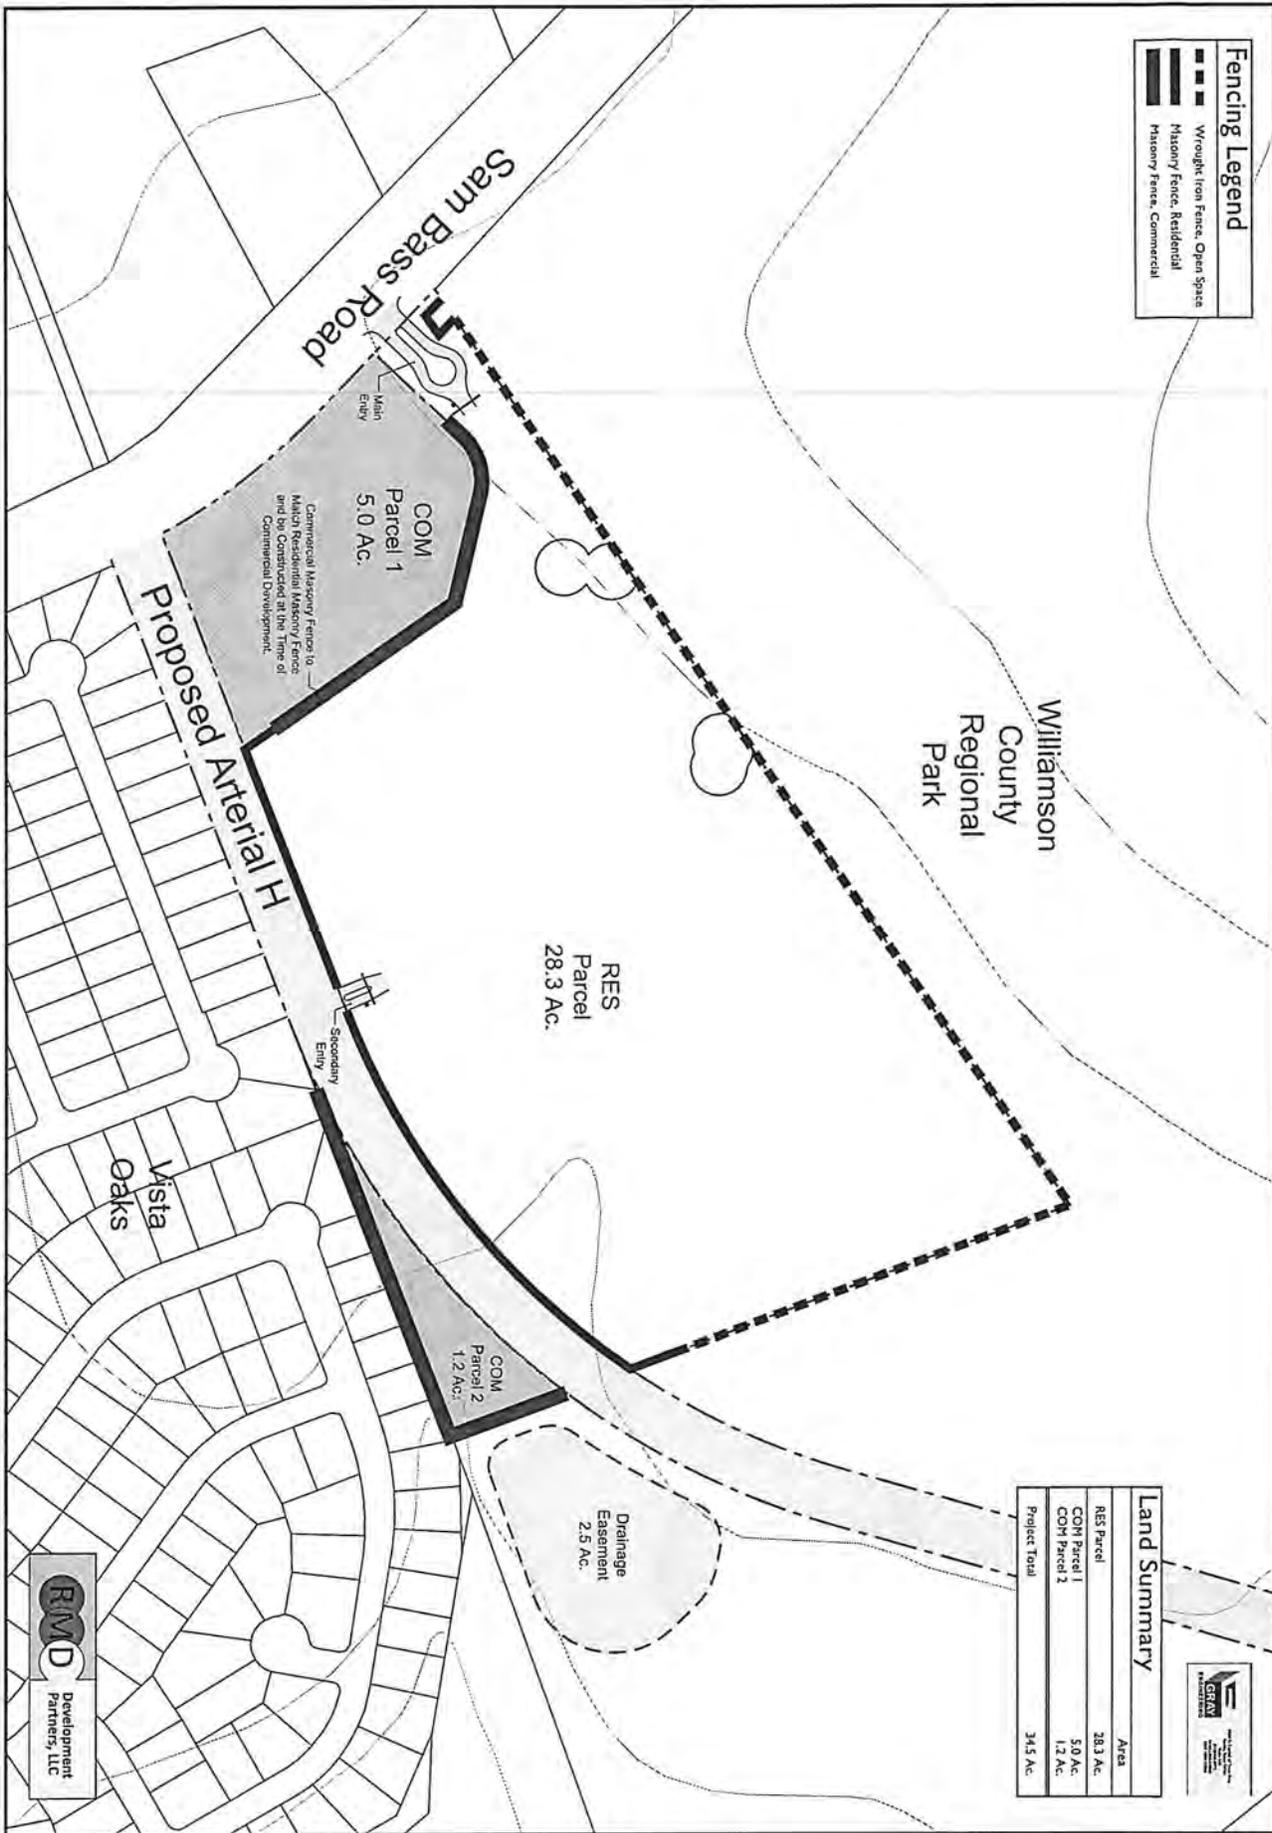 Fencing Legend
Wrought Iron Fence, Open Space
Masonry Fence, Residential
Masonry Fence, Commercial
Williamson
County
Regional
Park
Sam Bass Road
Main
Entry
COM
Parcel 1
5.0 Ac.
Commercial Masonry Fence to
Match Residential Masonry Fence
and be Constructed at the Time of
Commercial Development.
RES
Parcel
28.3 Ac.
Proposed Arterial H
Secondary
Entry
Vista
Oaks
COM
Parcel 2
1.2 Ac.
Drainage
Easement
2.5 Ac.
Land Summary
Area
RES Parcel 28.3 Ac.
COM Parcel 1 5.0 Ac.
COM Parcel 2 1.2 Ac.
Project Total 34.5 Ac.
GRAY
ENGINEERING
RMD
Development
Partners, LLC